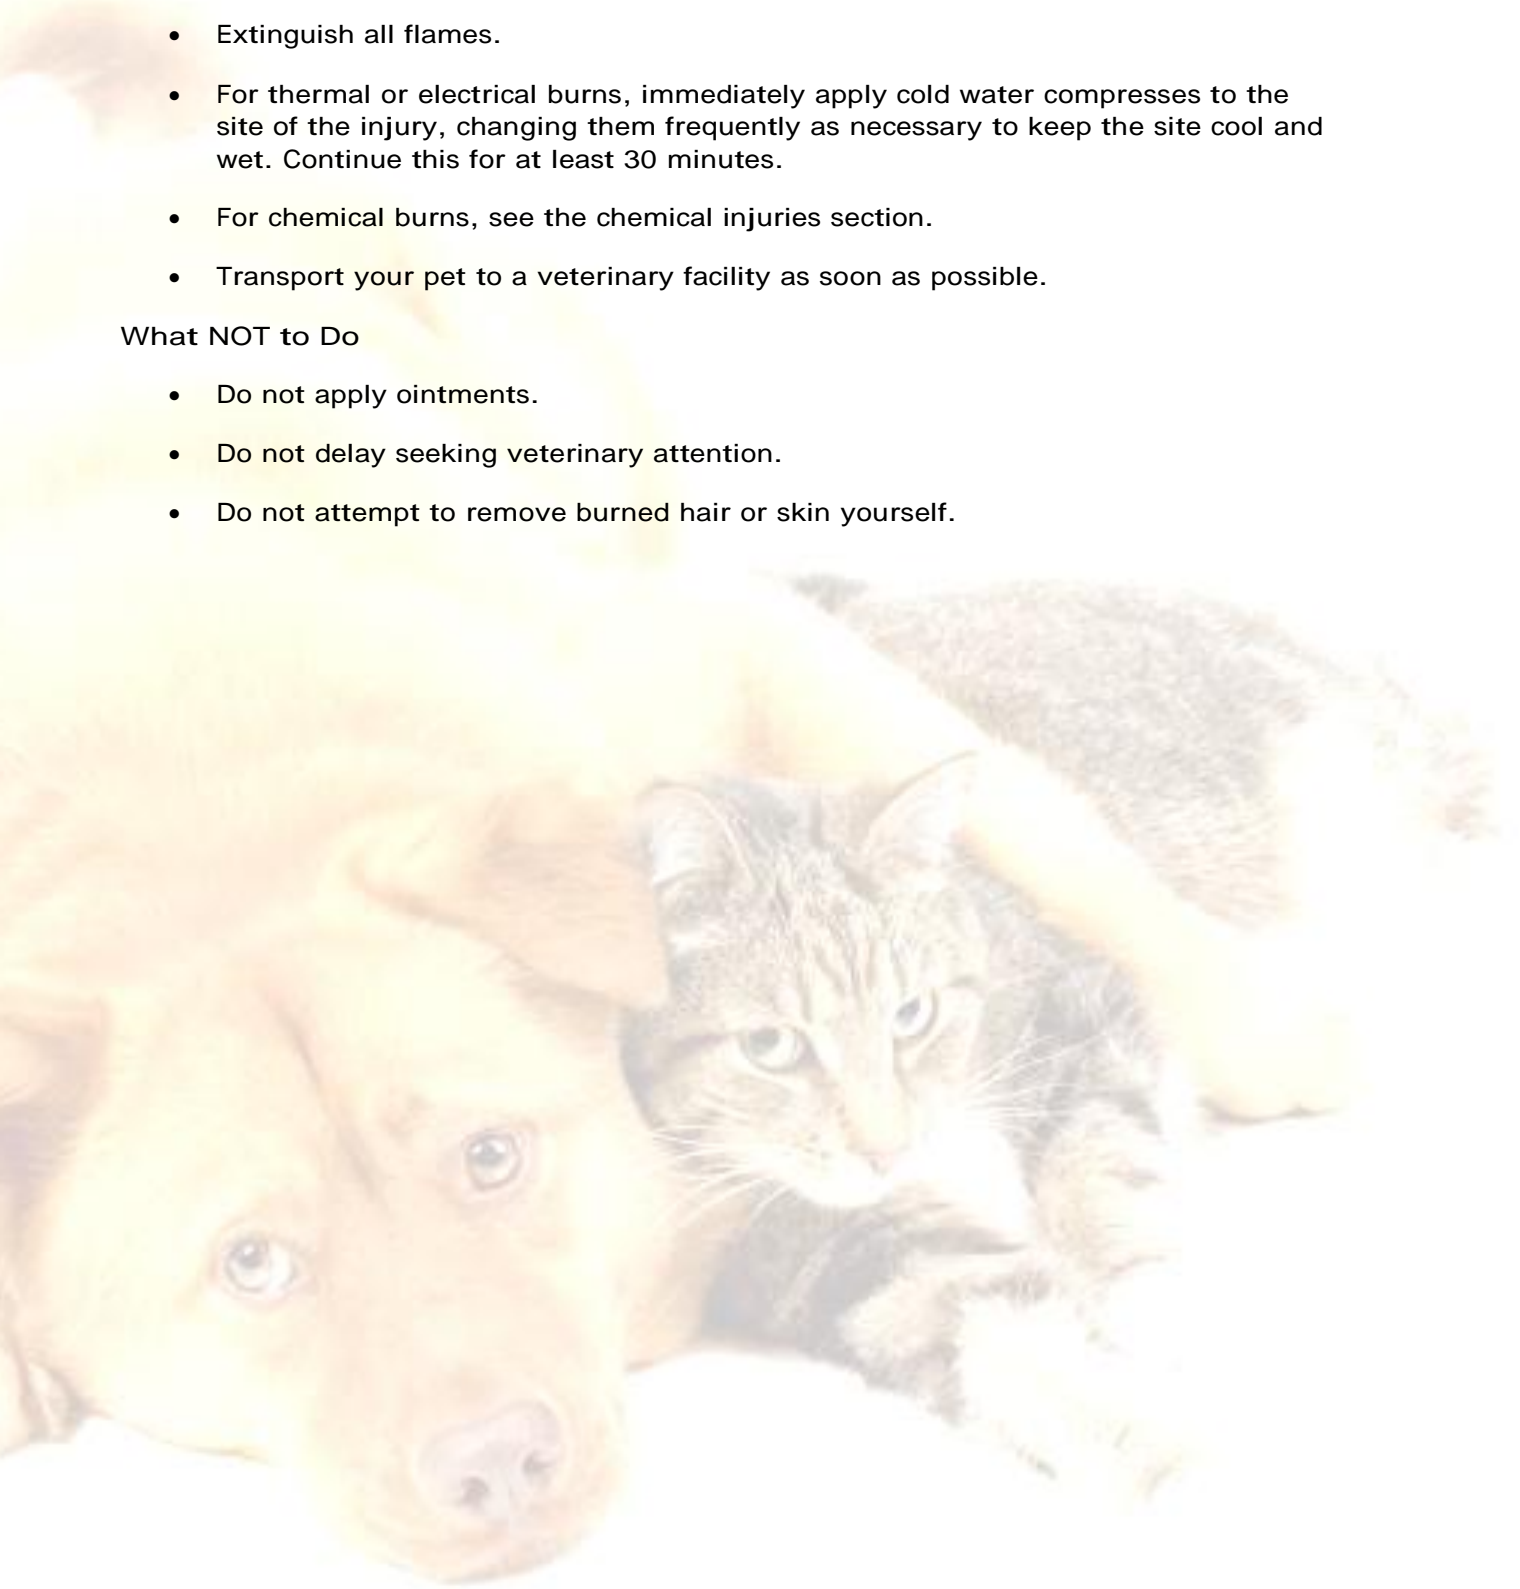 • Extinguish all flames.
• For thermal or electrical burns, immediately apply cold water compresses to the
site of the injury, changing them frequently as necessary to keep the site cool and
wet. Continue this for at least 30 minutes.
• For chemical burns, see the chemical injuries section.
• Transport your pet to a veterinary facility as soon as possible.
What NOT to Do
• Do not apply ointments.
• Do not delay seeking veterinary attention.
• Do not attempt to remove burned hair or skin yourself.